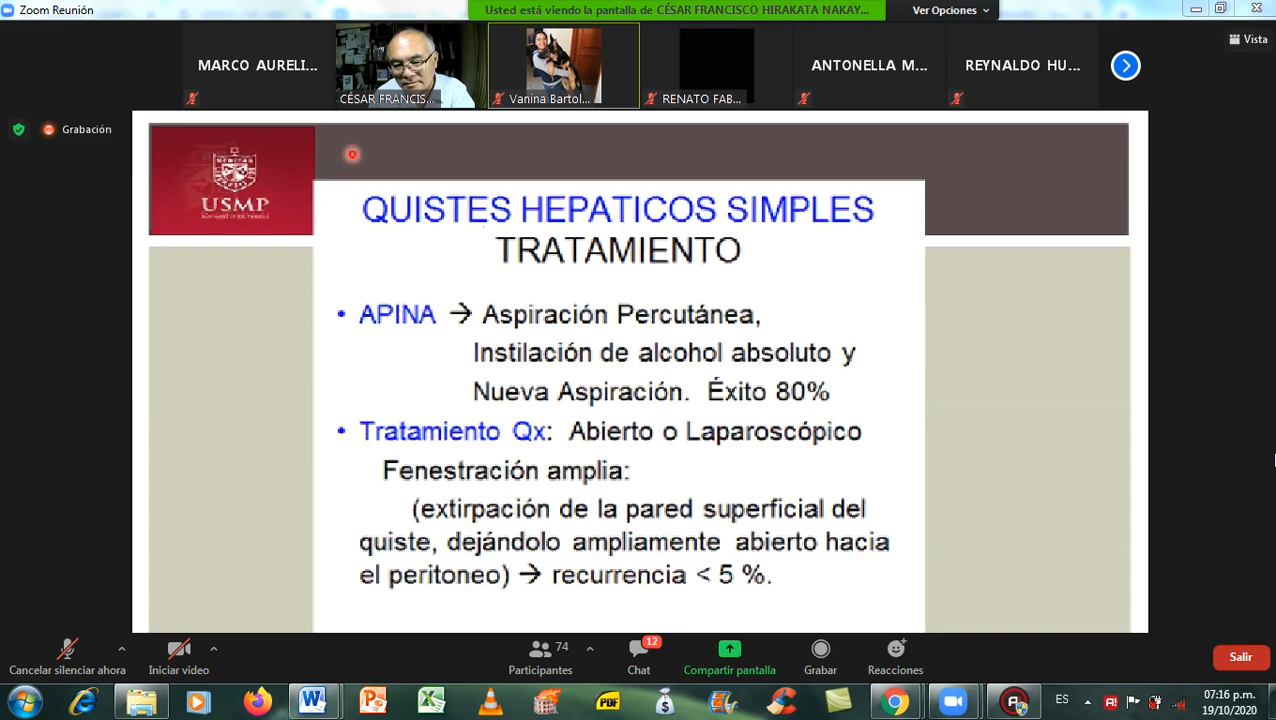 Zoom Reunión
Usted está viendo la pantalla de CÉSAR FRANCISCO HIRAKATA NAKAY...
Ver Opciones
Vista
MARCO AURELI...
CÉSAR FRANCIS...
Vanina Bartol...
RENATO FAB...
ANTONELLA M...
REYNALDO HU...
Grabación
USMP
QUISTES HEPATICOS SIMPLES
TRATAMIENTO
• APINA → Aspiración Percutánea,
Instilación de alcohol absoluto y
Nueva Aspiración. Éxito 80%
• Tratamiento Qx: Abierto o Laparoscópico
Fenestración amplia:
(extirpación de la pared superficial del
quiste, dejándolo ampliamente abierto hacia
el peritoneo) → recurrencia < 5 %.
74
12
Cancelar silenciar ahora
Iniciar video
Participantes
Chat
Compartir pantalla
Grabar
Reacciones
Salir
PDF
ES
07:16 p.m.
19/10/2020